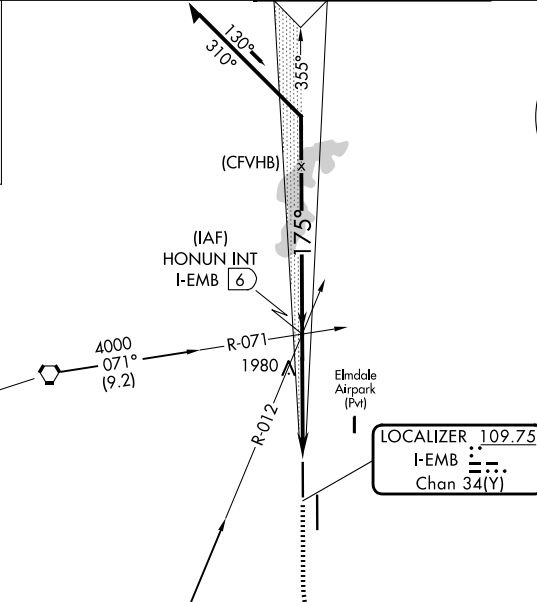 130°
310°
355°
(CFVHB)
175°
(IAF)
HONUN INT
I-EMB 6
4000
071°
(9.2)
R-071
1980
R-012
Elmdale
Airpark
(Pvt)
LOCALIZER 109.75
I-EMB
Chan 34(Y)